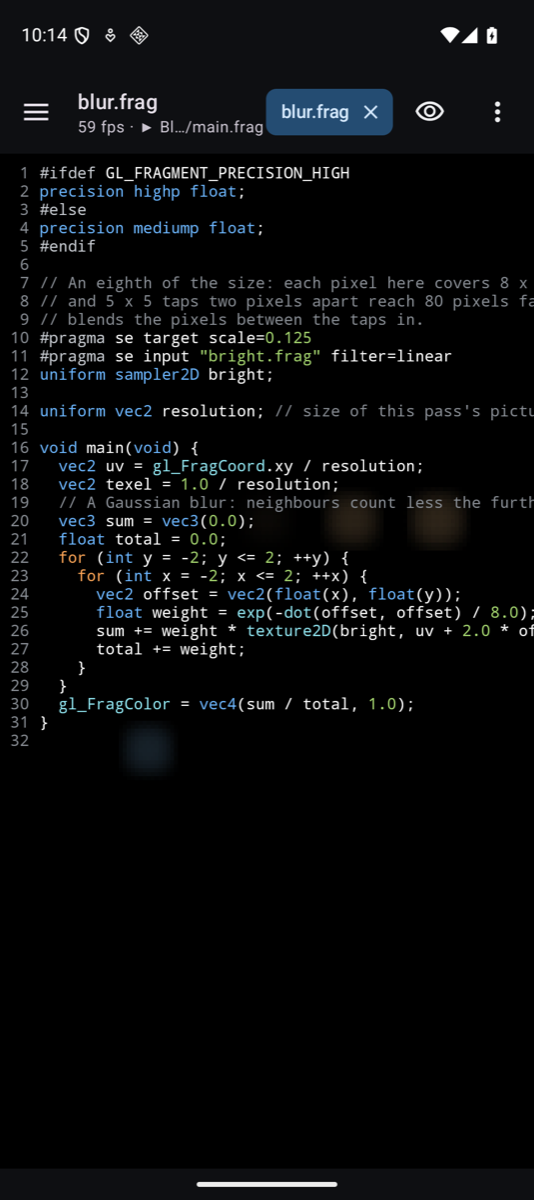 10:14
blur.frag
59 fps · ► Bl…/main.frag
blur.frag
1 #ifdef GL_FRAGMENT_PRECISION_HIGH
2 precision highp float;
3 #else
4 precision mediump float;
5 #endif
6
7 // An eighth of the size: each pixel here covers 8 x
8 // and 5 x 5 taps two pixels apart reach 80 pixels fa
9 // blends the pixels between the taps in.
10 #pragma se target scale=0.125
11 #pragma se input "bright.frag" filter=linear
12 uniform sampler2D bright;
13
14 uniform vec2 resolution; // size of this pass's pictu
15
16 void main(void) {
17   vec2 uv = gl_FragCoord.xy / resolution;
18   vec2 texel = 1.0 / resolution;
19   // A Gaussian blur: neighbours count less the furth
20   vec3 sum = vec3(0.0);
21   float total = 0.0;
22   for (int y = -2; y <= 2; ++y) {
23     for (int x = -2; x <= 2; ++x) {
24       vec2 offset = vec2(float(x), float(y));
25       float weight = exp(-dot(offset, offset) / 8.0);
26       sum += weight * texture2D(bright, uv + 2.0 * of
27       total += weight;
28     }
29   }
30   gl_FragColor = vec4(sum / total, 1.0);
31 }
32